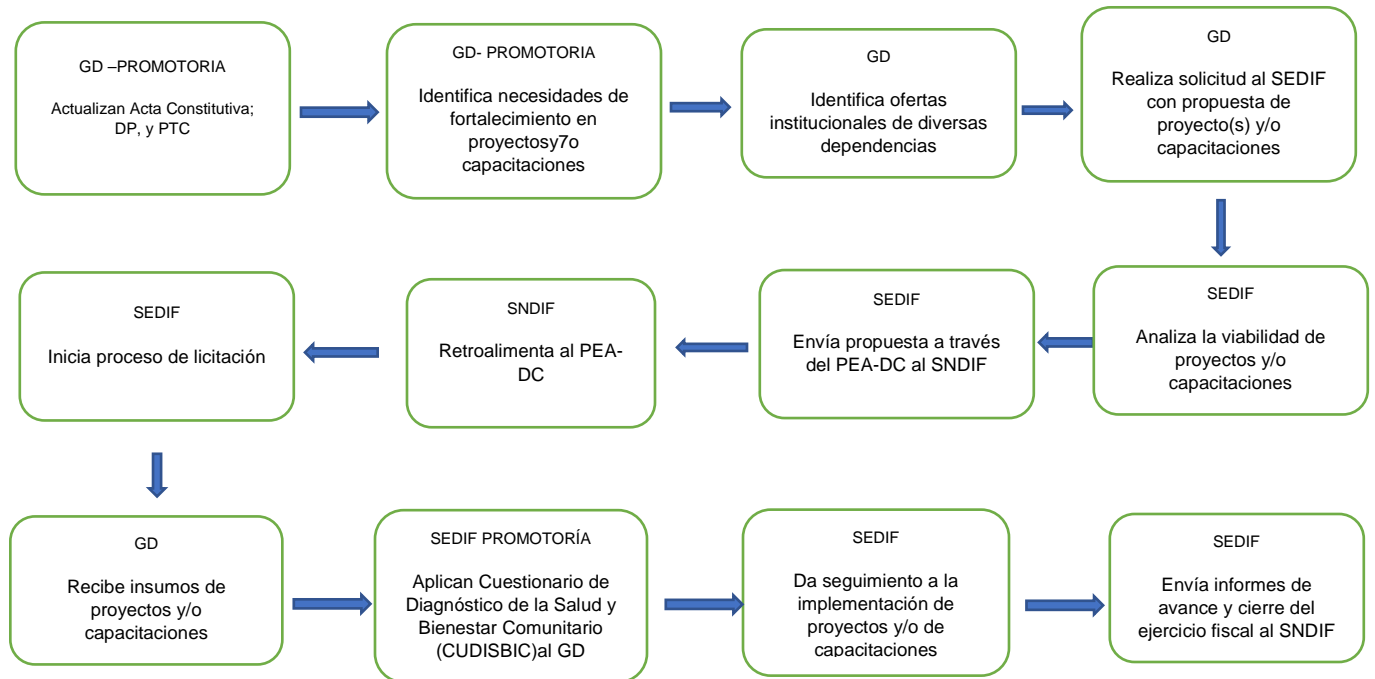 GD –PROMOTORIA
Actualizan Acta Constitutiva;
DP, y PTC
GD- PROMOTORIA
Identifica necesidades de
fortalecimiento en
proyectosy7o
capacitaciones
GD
Identifica ofertas
institucionales de diversas
dependencias
GD
Realiza solicitud al SEDIF
con propuesta de
proyecto(s) y/o
capacitaciones
SEDIF
Inicia proceso de licitación
SNDIF
Retroalimenta al PEA-
DC
SEDIF
Envía propuesta a través
del PEA-DC al SNDIF
SEDIF
Analiza la viabilidad de
proyectos y/o
capacitaciones
GD
Recibe insumos de
proyectos y/o
capacitaciones
SEDIF PROMOTORÍA
Aplican Cuestionario de
Diagnóstico de la Salud y
Bienestar Comunitario
(CUDISBIC)al GD
SEDIF
Da seguimiento a la
implementación de
proyectos y/o de
capacitaciones
SEDIF
Envía informes de
avance y cierre del
ejercicio fiscal al SNDIF